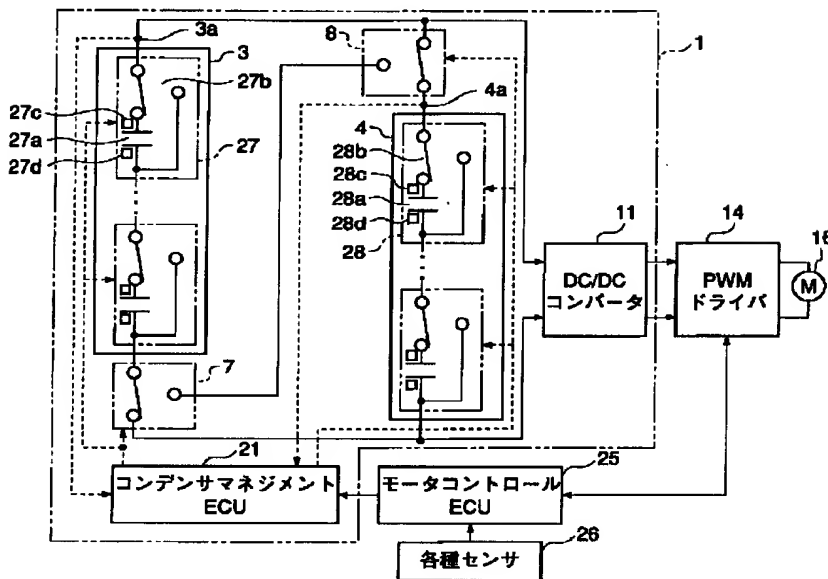 3a
3
8
1
27c
27b
27a
27d
27
4a
4
28b
28c
28a
28d
28
11
14
16
DC/DC
コンバータ
PWM
ドライバ
M
7
21
25
コンデンサマネジメント
ECU
モータコントロール
ECU
各種センサ
26